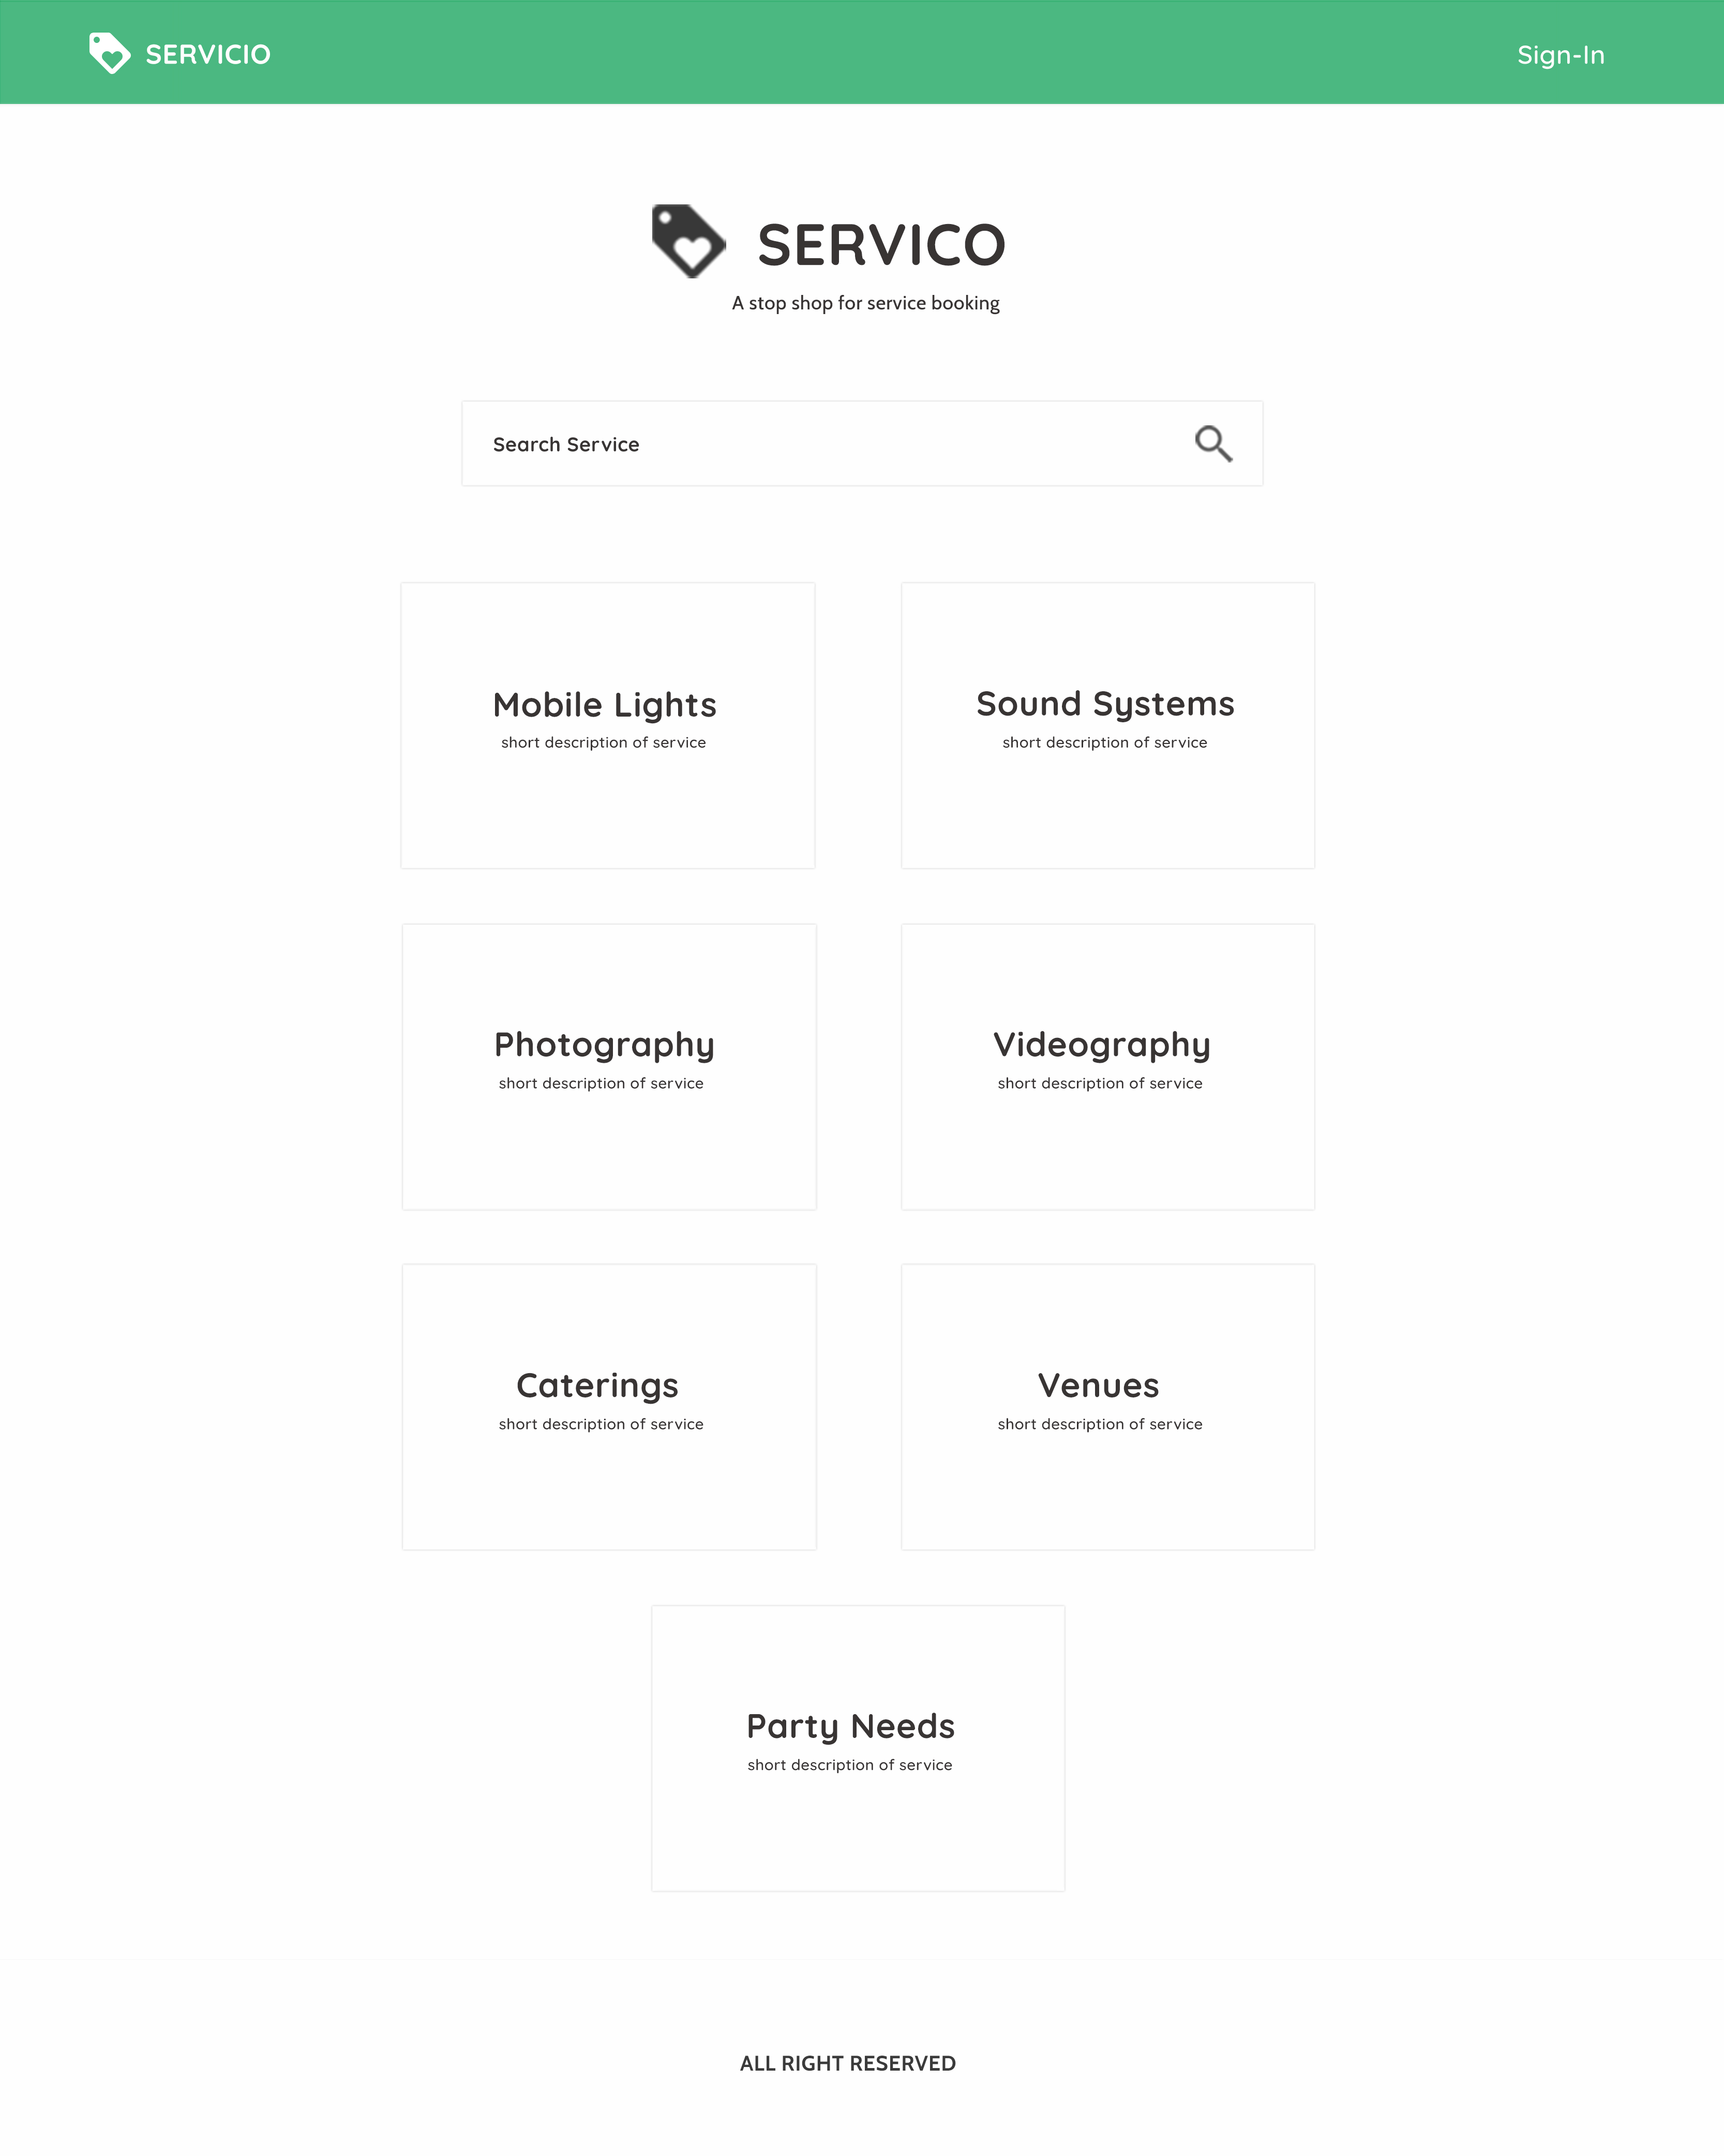 SERVICIO
Sign-In
SERVICO
A stop shop for service booking
Search Service
Mobile Lights
short description of service
Sound Systems
short description of service
Photography
short description of service
Videography
short description of service
Caterings
short description of service
Venues
short description of service
Party Needs
short description of service
ALL RIGHT RESERVED